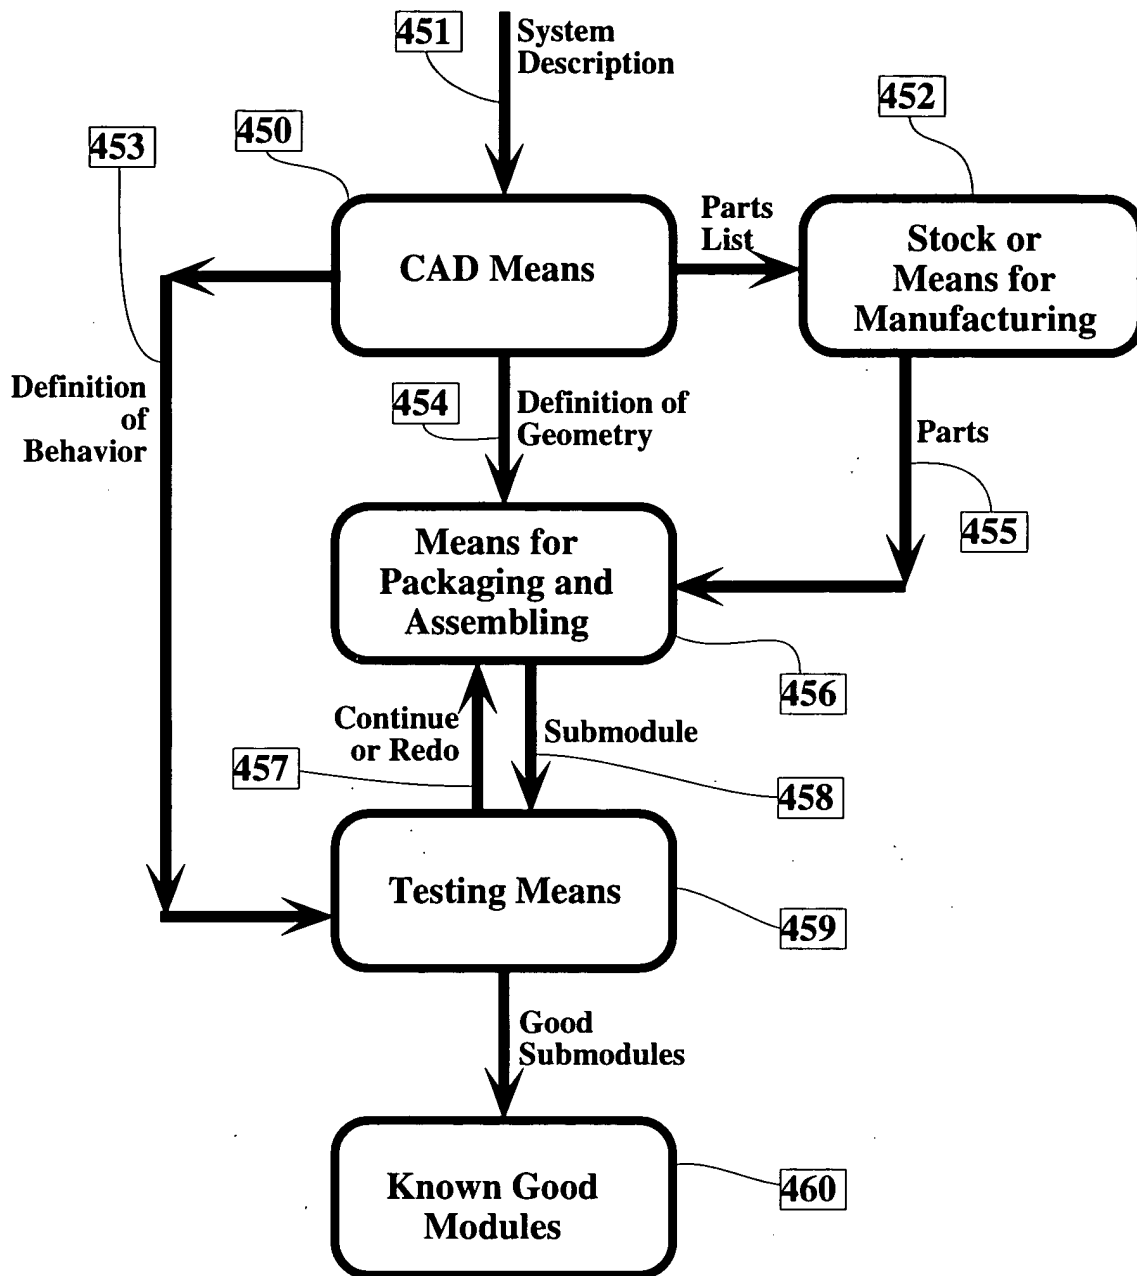 451
System
Description
452
453
450
Parts
List
CAD Means
Stock or
Means for
Manufacturing
Definition
of
Behavior
454
Definition of
Geometry
Parts
455
Means for
Packaging and
Assembling
456
Continue
or Redo
Submodule
457
458
Testing Means
459
Good
Submodules
Known Good
Modules
460